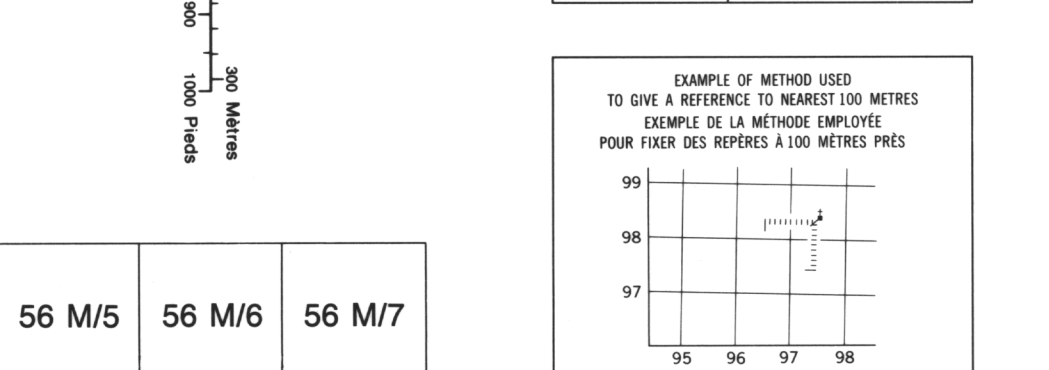 900
1000 Pieds
300 Mètres
56 M/5
56 M/6
56 M/7
EXAMPLE OF METHOD USED
TO GIVE A REFERENCE TO NEAREST 100 METRES
EXEMPLE DE LA MÉTHODE EMPLOYÉE
POUR FIXER DES REPÈRES À 100 MÈTRES PRÈS
99
98
97
95 96 97 98